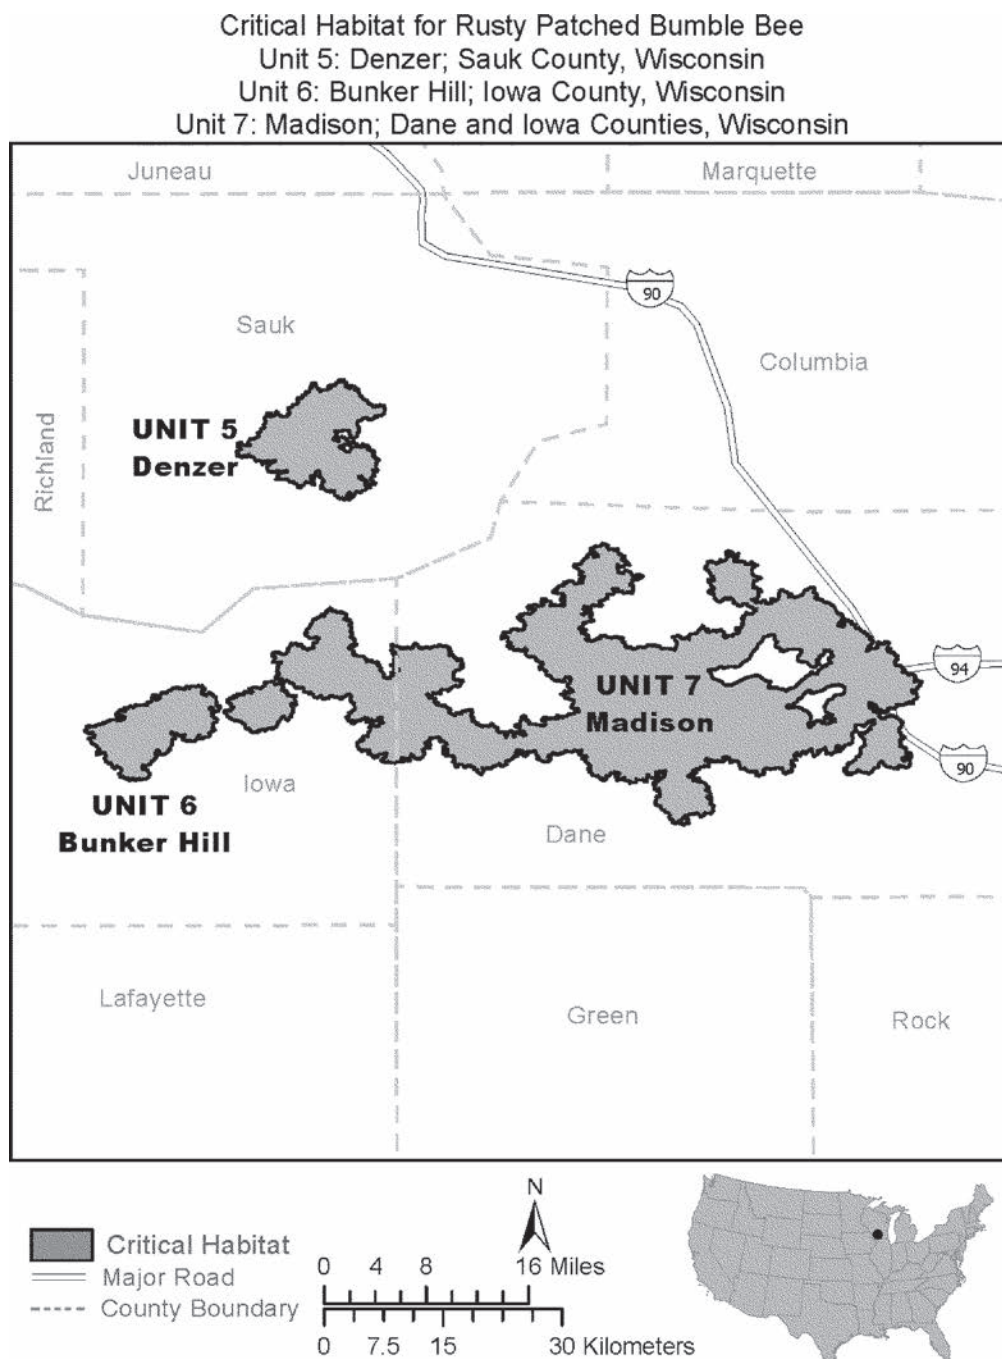 Critical Habitat for Rusty Patched Bumble Bee
Unit 5: Denzer; Sauk County, Wisconsin
Unit 6: Bunker Hill; Iowa County, Wisconsin
Unit 7: Madison; Dane and Iowa Counties, Wisconsin
Juneau
Marquette
90
Sauk
Columbia
Richland
UNIT 5
Denzer
94
UNIT 7
Madison
90
Iowa
UNIT 6
Bunker Hill
Dane
Lafayette
Green
Rock
N
Critical Habitat
Major Road
County Boundary
0 4 8 16 Miles
0 7.5 15 30 Kilometers